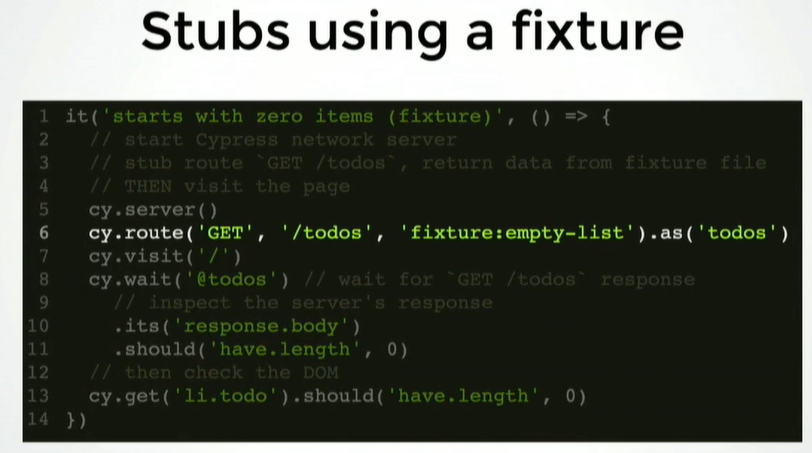 Stubs using a fixture
1 it('starts with zero items (fixture)', () => {
2 // start Cypress network server
3 // stub route `GET /todos`, return data from fixture file
4 // THEN visit the page
5 cy.server()
6 cy.route('GET', '/todos', 'fixture:empty-list').as('todos')
7 cy.visit('/')
8 cy.wait('@todos') // wait for `GET /todos` response
9 // inspect the server's response
10 .its('response.body')
11 .should('have.length', 0)
12 // then check the DOM
13 cy.get('li.todo').should('have.length', 0)
14 })